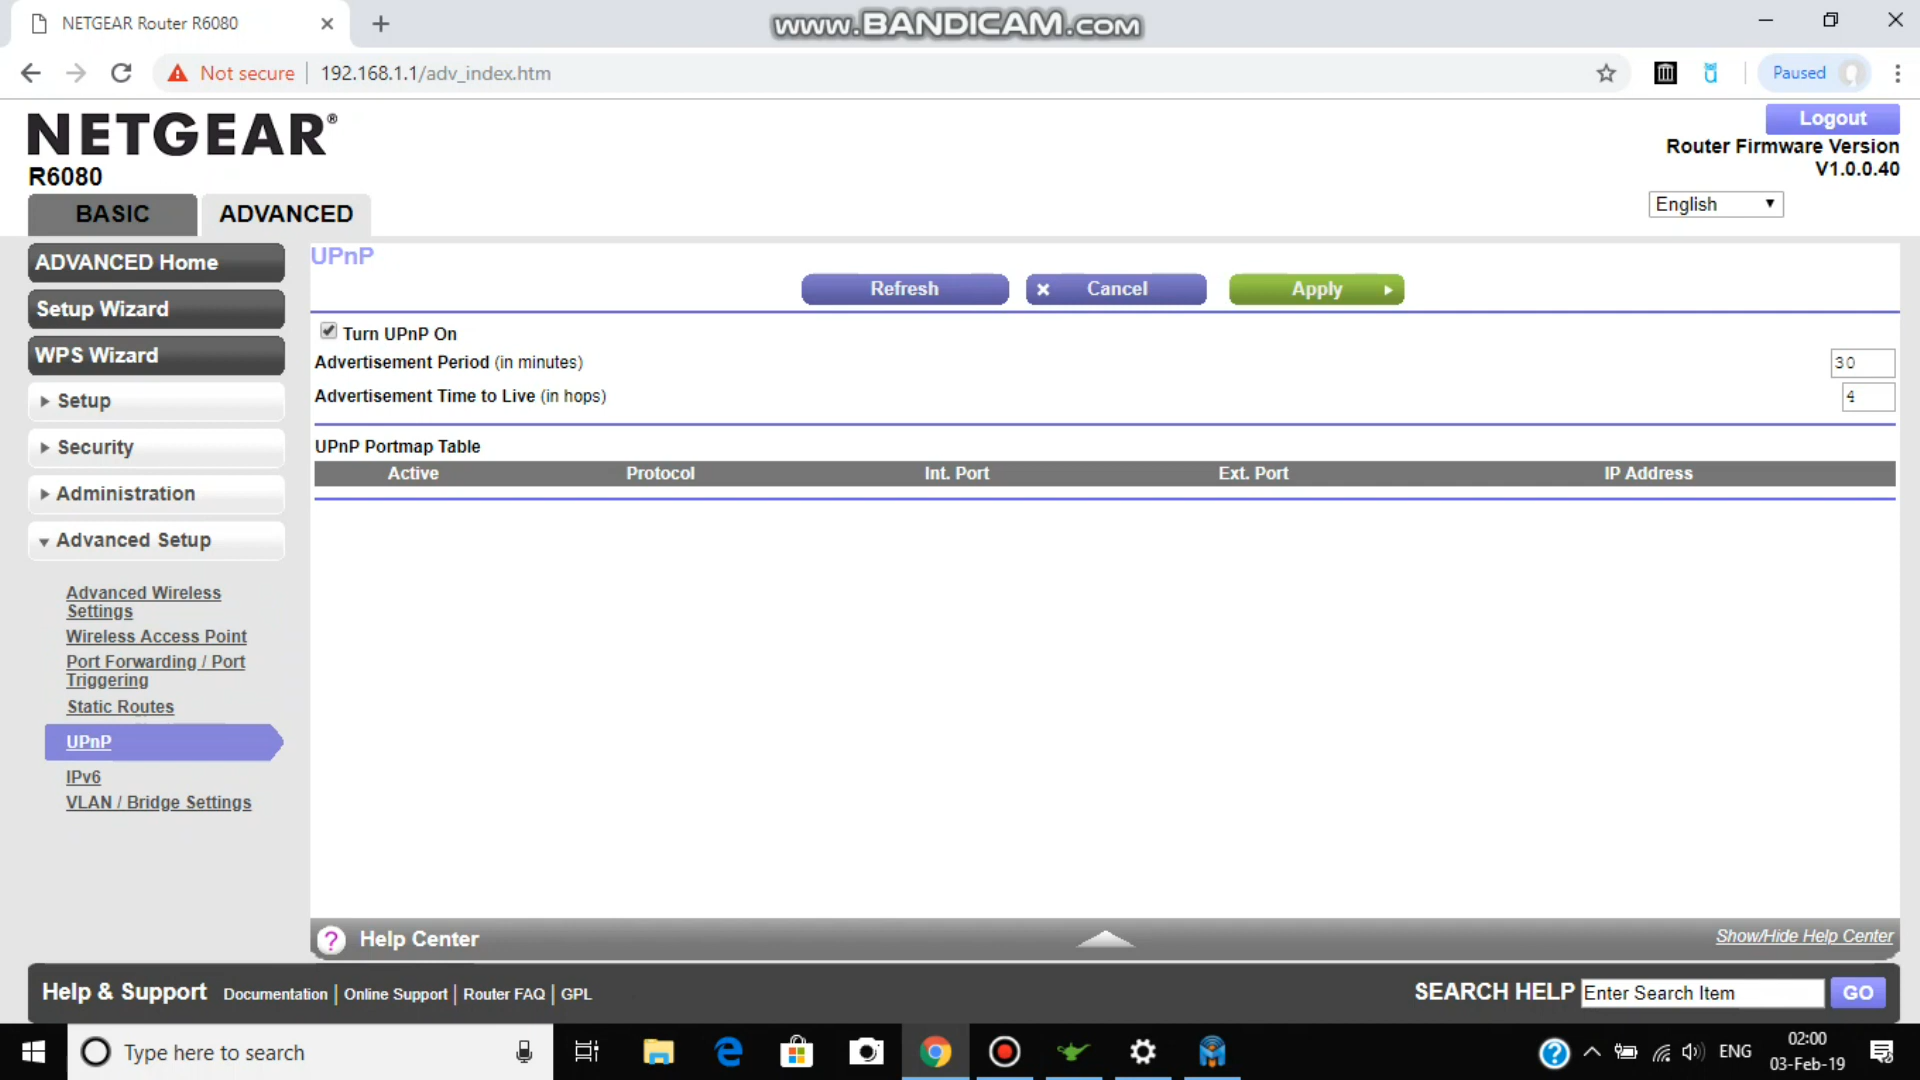 NETGEAR Router R6080
www.BANDICAM.com
Not secure
192.168.1.1/adv_index.htm
Paused
NETGEAR®
R6080
Logout
Router Firmware Version
V1.0.0.40
English
BASIC
ADVANCED
ADVANCED Home
Setup Wizard
WPS Wizard
Setup
Security
Administration
Advanced Setup
Advanced Wireless
Settings
Wireless Access Point
Port Forwarding / Port
Triggering
Static Routes
UPnP
IPv6
VLAN / Bridge Settings
UPnP
Refresh
Cancel
Apply
Turn UPnP On
Advertisement Period (in minutes)
30
Advertisement Time to Live (in hops)
4
UPnP Portmap Table
Active Protocol Int. Port Ext. Port IP Address
? Help Center
Show/Hide Help Center
Help & Support Documentation | Online Support | Router FAQ | GPL
SEARCH HELP Enter Search Item GO
Type here to search
ENG
02:00
03-Feb-19